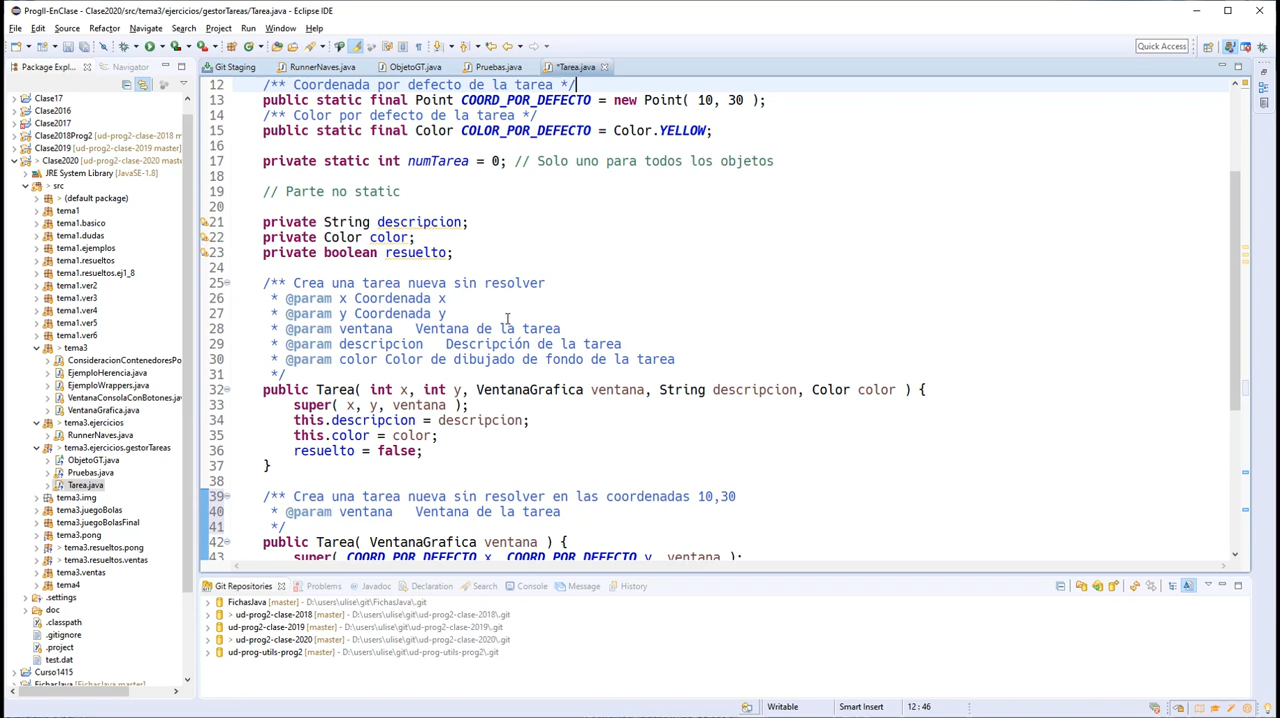 ProgII-EnClase - Clase2020/src/tema3/ejercicios/gestorTareas/Tarea.java - Eclipse IDE
File Edit Source Refactor Navigate Search Project Run Window Help
Quick Access
Package Expl... Navigator
Git Staging RunnerNaves.java ObjetoGT.java Pruebas.java *Tarea.java
Clase17
Clase2016
Clase2017
Clase2018Prog2 (ud-prog2-clase-2018 m
Clase2019 (ud-prog2-clase-2019 master)
Clase2020 (ud-prog2-clase-2020 master)
JRE System Library [JavaSE-1.8]
> src
> (default package)
tema1
tema1.basico
tema1.dudas
tema1.ejemplos
tema1.resueltos
tema1.resueltos.ej1_8
tema1.ver2
tema1.ver3
tema1.ver4
tema1.ver5
tema1.ver6
> tema3
> ConsideracionContenedoresPo
> EjemploHerencia.java
> EjemploWrappers.java
> VentanaConsolaConBotones.java
> VentanaGrafica.java
> tema3.ejercicios
> RunnerNaves.java
> tema3.ejercicios.gestorTareas
ObjetoGT.java
Pruebas.java
Tarea.java
> tema3.img
tema3.juegoBolas
tema3.juegoBolasFinal
> tema3.pong
> tema3.resueltos.pong
> tema3.resueltos.ventas
> tema3.ventas
tema4
> .settings
doc
.classpath
.gitignore
.project
test.dat
Curso1415
FichasJava [FichasJava master]
12 /** Coordenada por defecto de la tarea */
13 public static final Point COORD_POR_DEFECTO = new Point( 10, 30 );
14 /** Color por defecto de la tarea */
15 public static final Color COLOR_POR_DEFECTO = Color.YELLOW;
16
17 private static int numTarea = 0; // Solo uno para todos los objetos
18
19 // Parte no static
20
21 private String descripcion;
22 private Color color;
23 private boolean resuelto;
24
25 /** Crea una tarea nueva sin resolver
26 * @param x Coordenada x
27 * @param y Coordenada y
28 * @param ventana Ventana de la tarea
29 * @param descripcion Descripción de la tarea
30 * @param color Color de dibujado de fondo de la tarea
31 */
32 public Tarea( int x, int y, VentanaGrafica ventana, String descripcion, Color color ) {
33 super( x, y, ventana );
34 this.descripcion = descripcion;
35 this.color = color;
36 resuelto = false;
37 }
38
39 /** Crea una tarea nueva sin resolver en las coordenadas 10,30
40 * @param ventana Ventana de la tarea
41 */
42 public Tarea( VentanaGrafica ventana ) {
43 super( COORD_POR_DEFECTO.x, COORD_POR_DEFECTO.y, ventana );
Git Repositories Problems Javadoc Declaration Search Console Message History
FichasJava [master] - D:\users\ulise\git\FichasJava\.git
> ud-prog2-clase-2018 [master] - D:\users\ulise\git\ud-prog2-clase-2018\.git
ud-prog2-clase-2019 [master] - D:\users\ulise\git\ud-prog2-clase-2019\.git
> ud-prog2-clase-2020 [master] - D:\users\ulise\git\ud-prog2-clase-2020\.git
ud-prog-utils-prog2 [master] - D:\users\ulise\git\ud-prog-utils-prog2\.git
Writable Smart Insert 12 : 46